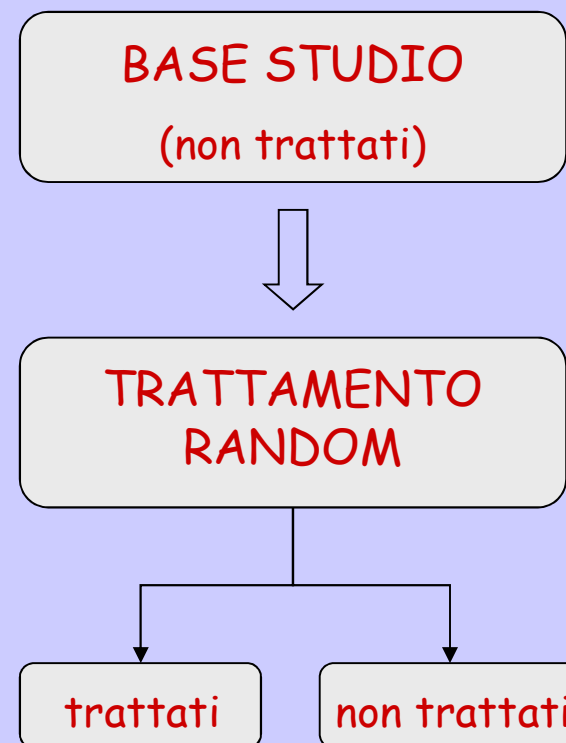 BASE STUDIO
(non trattati)
TRATTAMENTO
RANDOM
trattati
non trattati